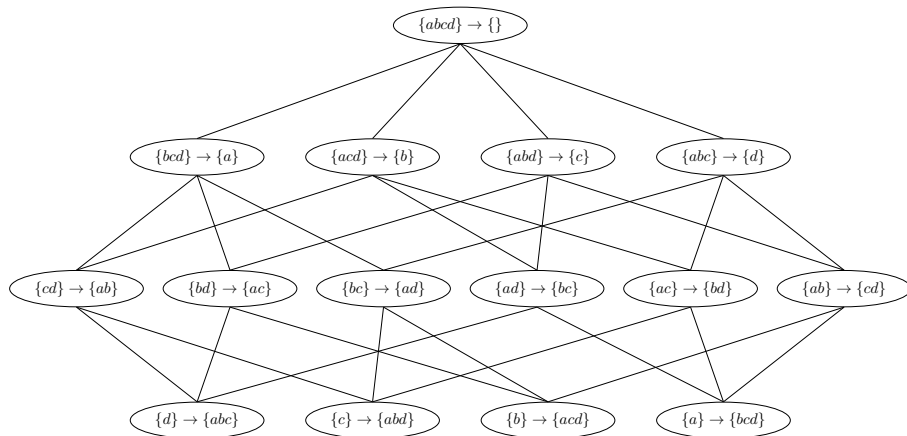 {abcd} → {}
{bcd} → {a} {acd} → {b} {abd} → {c} {abc} → {d}
{cd} → {ab} {bd} → {ac} {bc} → {ad} {ad} → {bc} {ac} → {bd} {ab} → {cd}
{d} → {abc} {c} → {abd} {b} → {acd} {a} → {bcd}